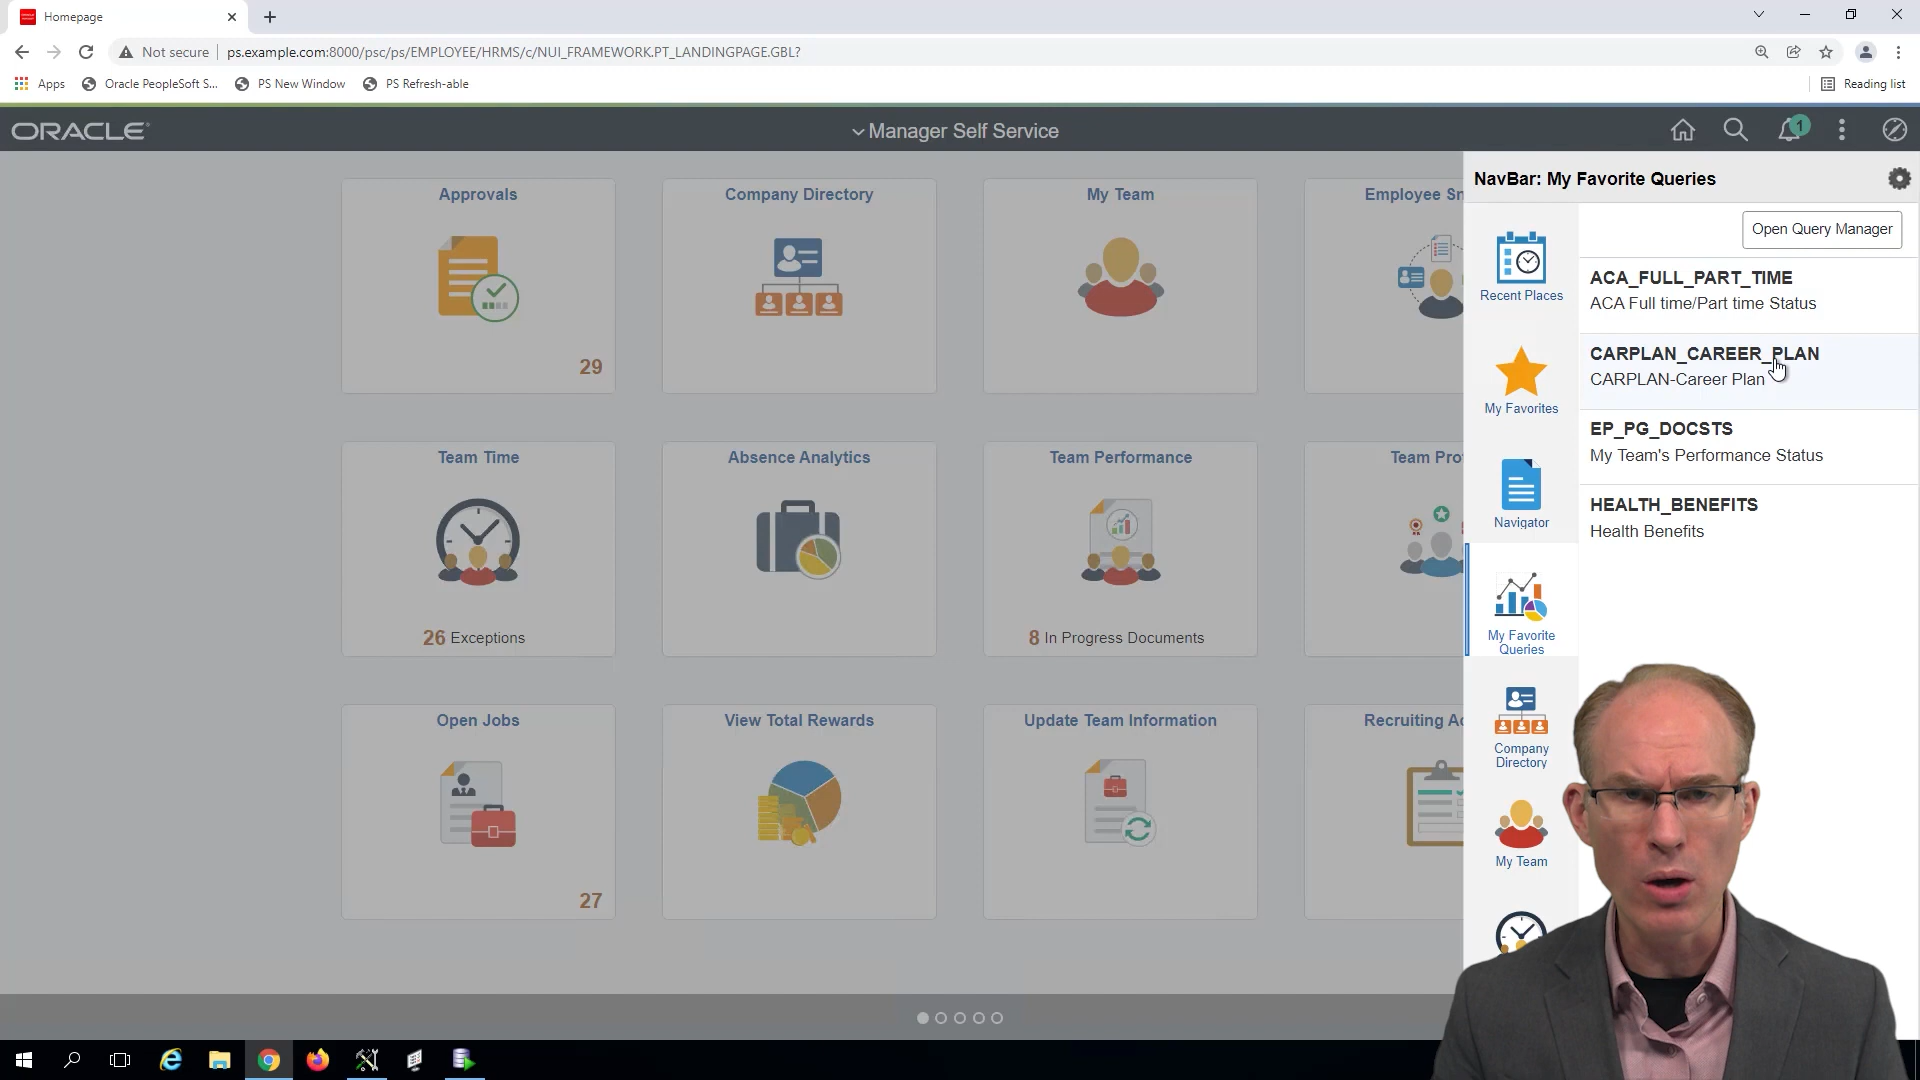 Homepage
Not secure
ps.example.com:8000/psc/ps/EMPLOYEE/HRMS/c/NUI_FRAMEWORK.PT_LANDINGPAGE.GBL?
Apps
Oracle PeopleSoft S...
PS New Window
PS Refresh-able
Reading list
ORACLE
Manager Self Service
1
NavBar: My Favorite Queries
Approvals
29
Company Directory
My Team
Employee Sn
Team Time
26 Exceptions
Absence Analytics
Team Performance
8 In Progress Documents
Team Pro
Open Jobs
27
View Total Rewards
Update Team Information
Recruiting Ac
Recent Places
My Favorites
Navigator
My Favorite
Queries
Company
Directory
My Team
Open Query Manager
ACA_FULL_PART_TIME
ACA Full time/Part time Status
CARPLAN_CAREER_PLAN
CARPLAN-Career Plan
EP_PG_DOCSTS
My Team's Performance Status
HEALTH_BENEFITS
Health Benefits